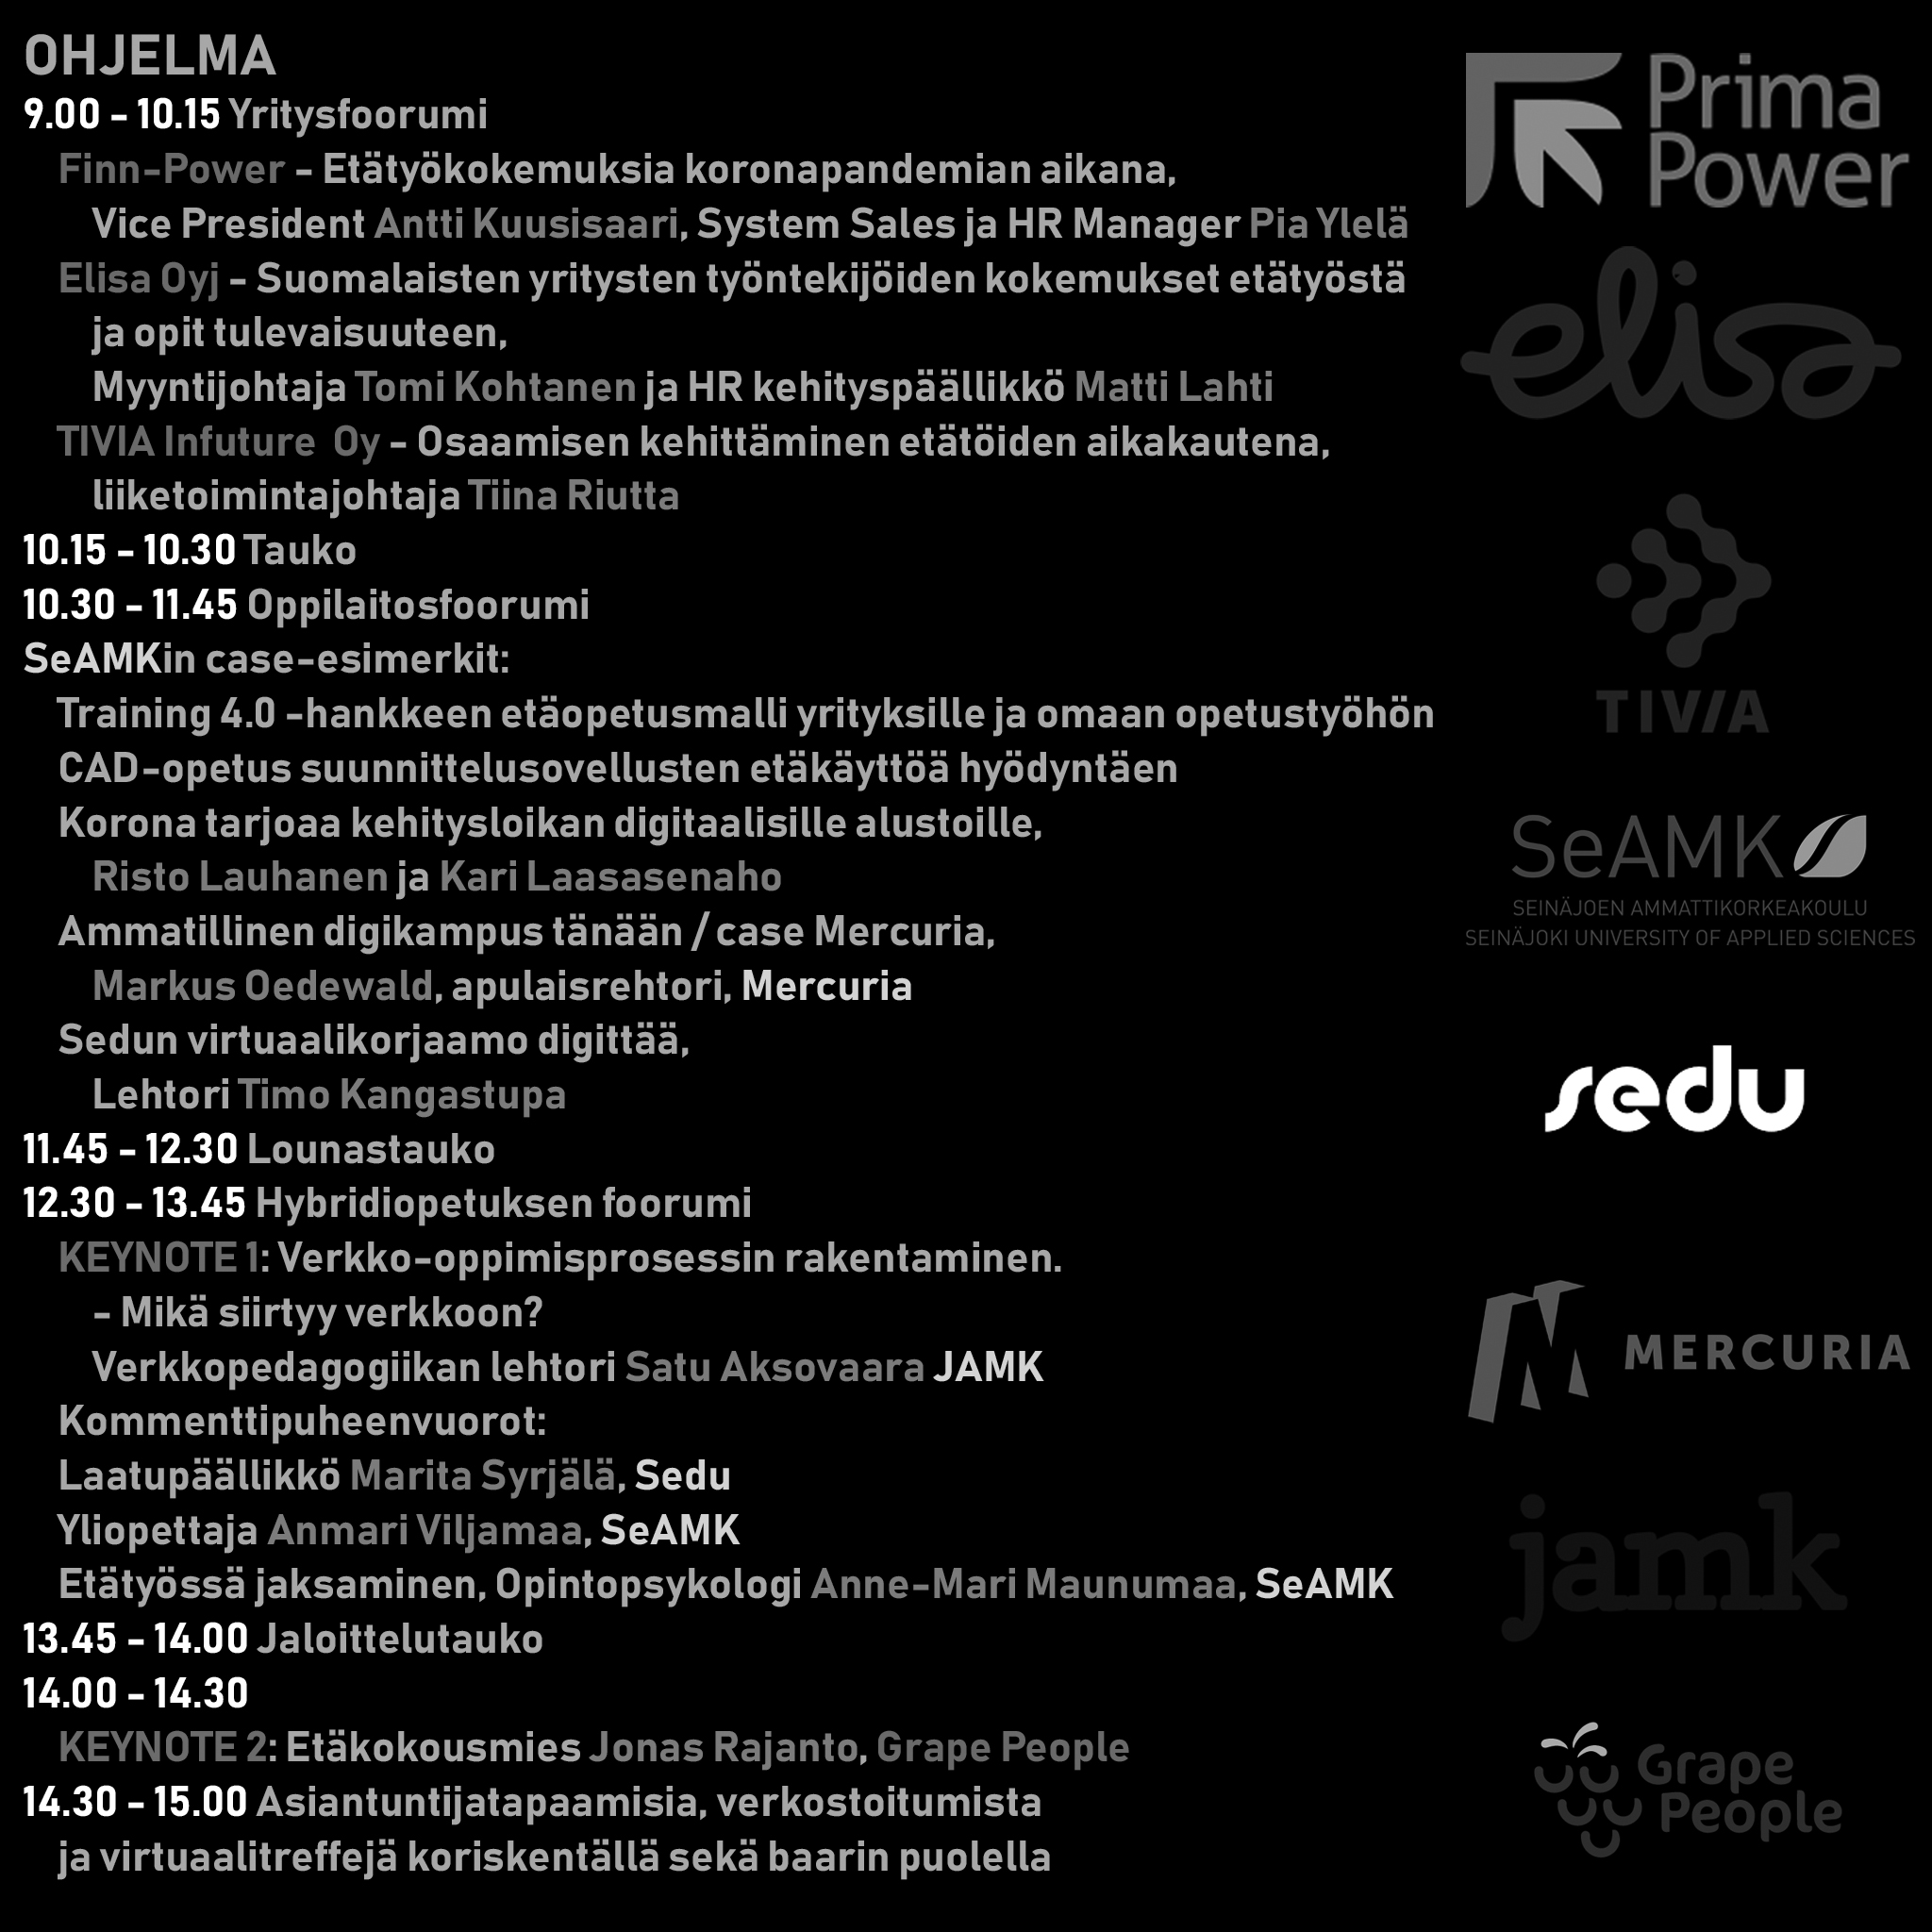 OHJELMA
9.00 - 10.15 Yritysfoorumi
Finn-Power - Etätyökokemuksia koronapandemian aikana,
Vice President Antti Kuusisaari, System Sales ja HR Manager Pia Ylelä
Elisa Oyj - Suomalaisten yritysten työntekijöiden kokemukset etätyöstä
ja opit tulevaisuuteen,
Myyntijohtaja Tomi Kohtanen ja HR kehityspäällikkö Matti Lahti
TIVIA Infuture Oy - Osaamisen kehittäminen etätöiden aikakautena,
liiketoimintajohtaja Tiina Riutta
10.15 - 10.30 Tauko
10.30 - 11.45 Oppilaitosfoorumi
SeAMKin case-esimerkit:
Training 4.0 -hankkeen etäopetusmalli yrityksille ja omaan opetustyöhön
CAD-opetus suunnittelusovellusten etäkäyttöä hyödyntäen
Korona tarjoaa kehitysloikan digitaalisille alustoille,
Risto Lauhanen ja Kari Laasasenaho
Ammatillinen digikampus tänään / case Mercuria,
Markus Oedewald, apulaisrehtori, Mercuria
Sedun virtuaalikorjaamo digittää,
Lehtori Timo Kangastupa
11.45 - 12.30 Lounastauko
12.30 - 13.45 Hybridiopetuksen foorumi
KEYNOTE 1: Verkko-oppimisprosessin rakentaminen.
- Mikä siirtyy verkkoon?
Verkkopedagogiikan lehtori Satu Aksovaara JAMK
Kommenttipuheenvuorot:
Laatupäällikkö Marita Syrjälä, Sedu
Yliopettaja Anmari Viljamaa, SeAMK
Etätyössä jaksaminen, Opintopsykologi Anne-Mari Maunumaa, SeAMK
13.45 - 14.00 Jaloittelutauko
14.00 - 14.30
KEYNOTE 2: Etäkokousmies Jonas Rajanto, Grape People
14.30 - 15.00 Asiantuntijatapaamisia, verkostoitumista
ja virtuaalitreffejä koriskentällä sekä baarin puolella
Prima
Power
elisa
TIVIA
SeAMK
SEINÄJOEN AMMATTIKORKEAKOULU
SEINÄJOKI UNIVERSITY OF APPLIED SCIENCES
sedu
MERCURIA
jamk
Grape
People